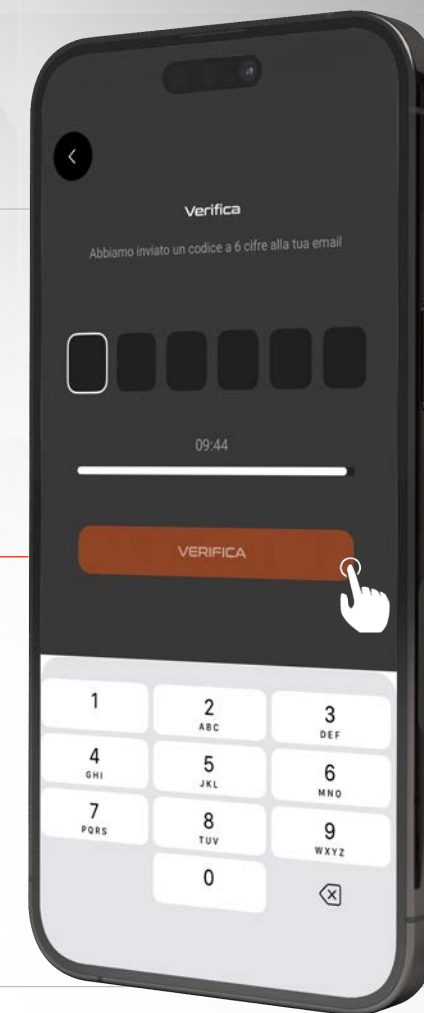 Verifica
Abbiamo inviato un codice a 6 cifre alla tua email
09:44
VERIFICA
1
2
ABC
3
DEF
4
GHI
5
JKL
6
MNO
7
PQRS
8
TUV
9
WXYZ
0